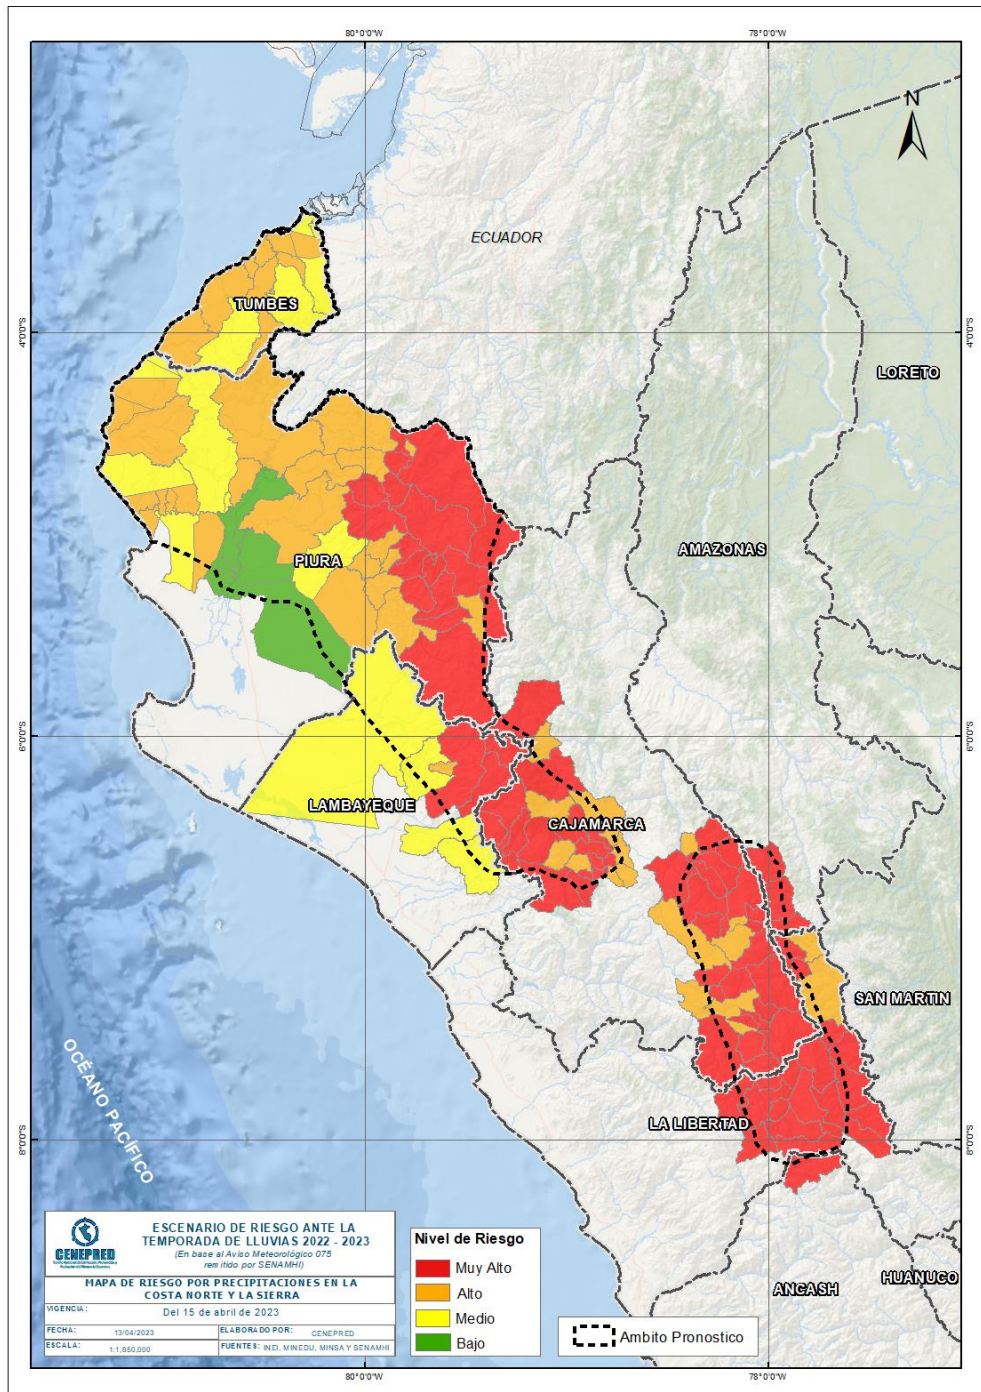 80°0'0"W
78°0'0"W
N
ECUADOR
TUMBES
4°0'0"S
4°0'0"S
LORETO
AMAZONAS
PIURA
6°0'0"S
6°0'0"S
LAMBAYEQUE
CAJAMARCA
SAN MARTIN
OCÉANO PACÍFICO
LA LIBERTAD
8°0'0"S
8°0'0"S
ANCASH
HUANUCO
CENEPRED
ESCENARIO DE RIESGO ANTE LA
TEMPORADA DE LLUVIAS 2022 - 2023
(En base al Aviso Meteorológico 075
remitido por SENAMHI)
MAPA DE RIESGO POR PRECIPITACIONES EN LA
COSTA NORTE Y LA SIERRA
VIGENCIA: Del 15 de abril de 2023
FECHA: 13/04/2023 ELABORADO POR: CENEPRED
ESCALA: 1:1,650,000 FUENTES: INEI, MINEDU, MINSA Y SENAMHI
Nivel de Riesgo
Muy Alto
Alto
Medio
Bajo
Ambito Pronostico
80°0'0"W
78°0'0"W